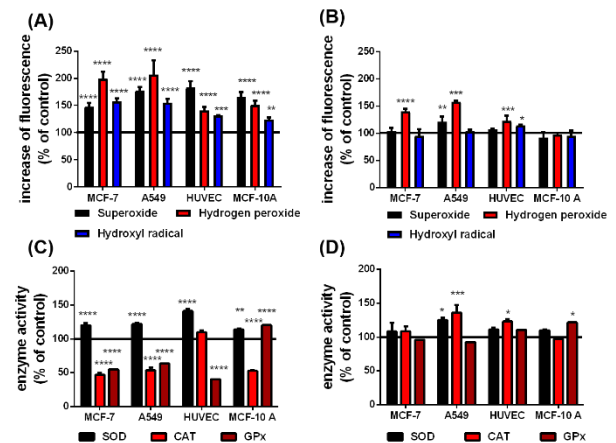 (A)
increase of fluorescence
(% of control)
250
200
150
100
50
0
**** **** ****
**** **** ****
**** **** ***
**** **** **
MCF-7 A549 HUVEC MCF-10A
Superoxide Hydrogen peroxide
Hydroxyl radical
(B)
increase of fluorescence
(% of control)
250
200
150
100
50
0
****
** ***
*** *
MCF-7 A549 HUVEC MCF-10 A
Superoxide Hydrogen peroxide
Hydroxyl radical
(C)
enzyme activity
(% of control)
200
150
100
50
0
**** **** ****
**** **** ****
**** ****
** **** ****
MCF-7 A549 HUVEC MCF-10 A
SOD CAT GPx
(D)
enzyme activity
(% of control)
200
150
100
50
0
* ***
*
*
MCF-7 A549 HUVEC MCF-10 A
SOD CAT GPx